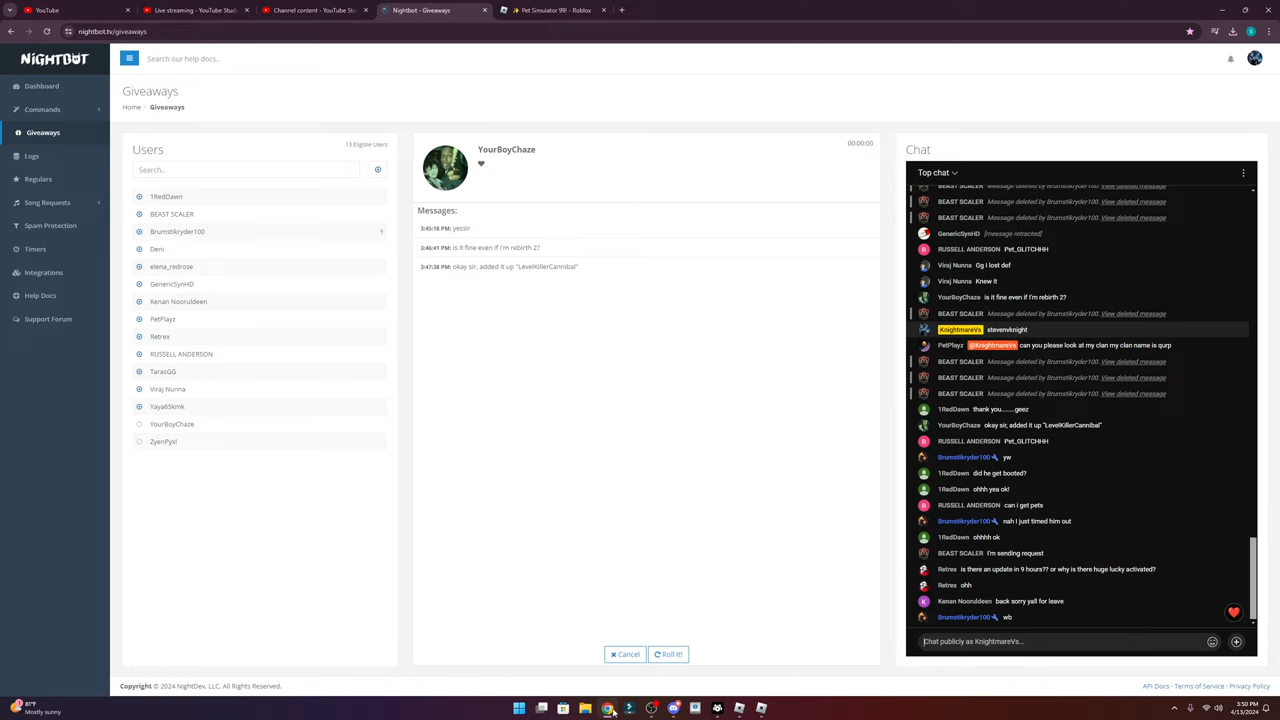 YouTube
Live streaming - YouTube Stud
Channel content - YouTube St
Nightbot - Giveaways
Pet Simulator 99! - Roblox
nightbot.tv/giveaways
NIGHTBOT
Search our help docs..
Dashboard
Commands
Giveaways
Logs
Regulars
Song Requests
Spam Protection
Timers
Integrations
Help Docs
Support Forum
Giveaways
Home / Giveaways
Users
13 Eligible Users
Search..
1RedDawn
BEAST SCALER
Brumstikryder100
Deni
elena_redrose
GenericSynHD
Kenan Nooruldeen
PetPlayz
Retrex
RUSSELL ANDERSON
TarasGG
Viraj Nunna
Yaya65kmk
YourBoyChaze
ZyenPyxl
YourBoyChaze
00:00:00
Messages:
3:45:18 PM: yessir
3:46:41 PM: is it fine even if I'm rebirth 2?
3:47:38 PM: okay sir, added it up "LevelKillerCannibal"
Cancel
Roll It!
Chat
Top chat
BEAST SCALER Message deleted by Brumstikryder100. View deleted message
BEAST SCALER Message deleted by Brumstikryder100. View deleted message
BEAST SCALER Message deleted by Brumstikryder100. View deleted message
GenericSynHD [message retracted]
RUSSELL ANDERSON Pet_GLITCHHH
Viraj Nunna Gg I lost def
Viraj Nunna Knew it
YourBoyChaze is it fine even if I'm rebirth 2?
BEAST SCALER Message deleted by Brumstikryder100. View deleted message
KnightmareVs stevenvknight
PetPlayz @KnightmareVs can you please look at my clan my clan name is qurp
BEAST SCALER Message deleted by Brumstikryder100. View deleted message
BEAST SCALER Message deleted by Brumstikryder100. View deleted message
BEAST SCALER Message deleted by Brumstikryder100. View deleted message
1RedDawn thank you........geez
YourBoyChaze okay sir, added it up "LevelKillerCannibal"
RUSSELL ANDERSON Pet_GLITCHHH
Brumstikryder100 yw
1RedDawn did he get booted?
1RedDawn ohhh yea ok!
RUSSELL ANDERSON can i get pets
Brumstikryder100 nah I just timed him out
1RedDawn ohhhh ok
BEAST SCALER I'm sending request
Retrex is there an update in 9 hours?? or why is there huge lucky activated?
Retrex ohh
Kenan Nooruldeen back sorry yall for leave
Brumstikryder100 wb
Chat publicly as KnightmareVs...
Copyright © 2024 NightDev, LLC. All Rights Reserved.
API Docs · Terms of Service · Privacy Policy
81°F
Mostly sunny
3:50 PM
4/13/2024